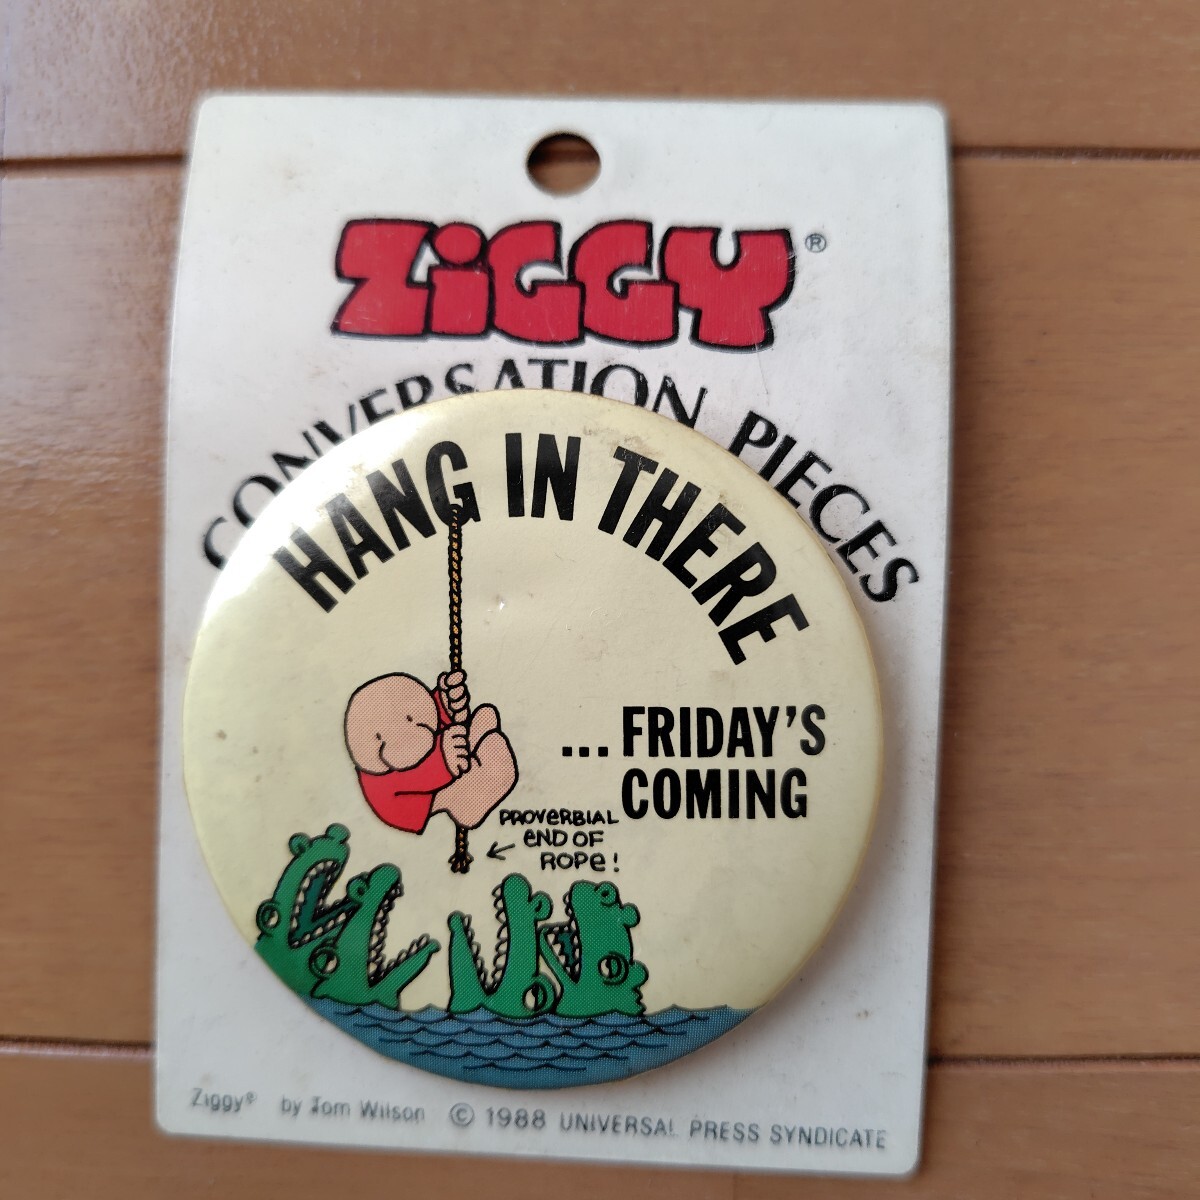 ZiGGY®
CONVERSATION PIECES
HANG IN THERE
...FRIDAY'S
COMING
PROVeRBIAL
eND OF
ROPe!
Ziggy® by Tom Wilson © 1988 UNIVERSAL PRESS SYNDICATE